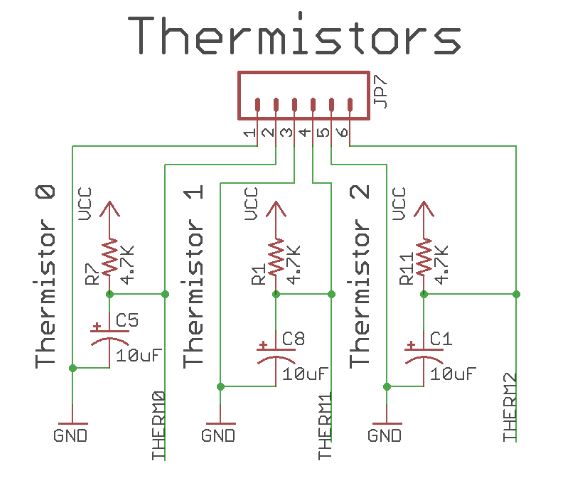 Thermistors
JP7
1 2 3 4 5 6
Thermistor 0
VCC
R7
4.7K
C5
10uF
GND
THERM0
Thermistor 1
VCC
R1
4.7K
C8
10uF
GND
THERM1
Thermistor 2
VCC
R11
4.7K
C1
10uF
GND
THERM2